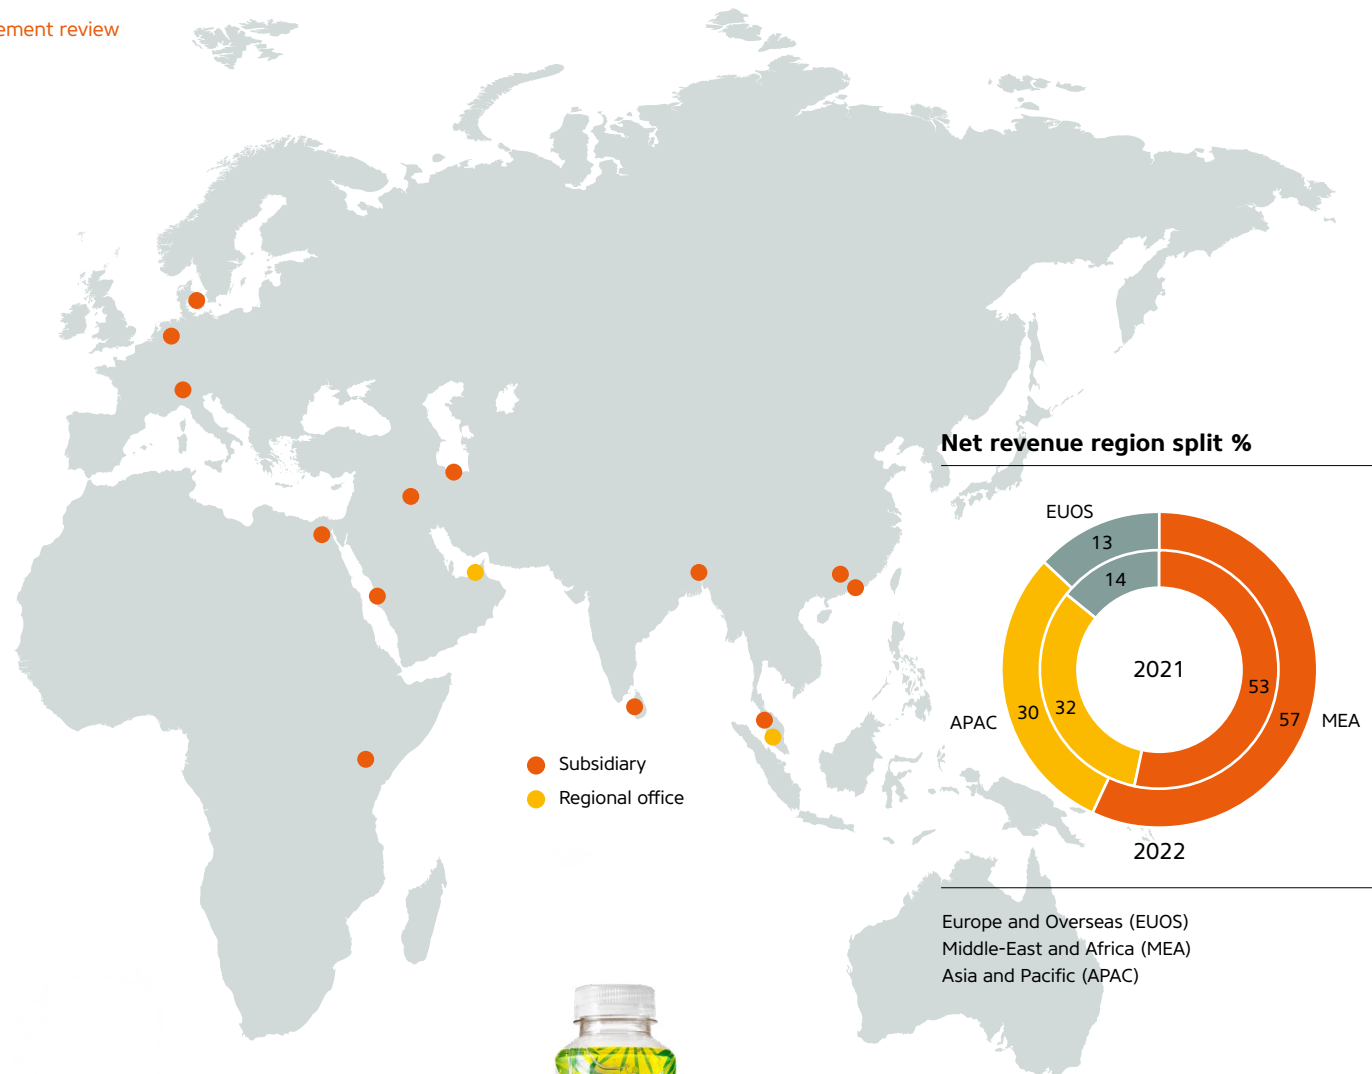 ement review
Net revenue region split %
EUOS
13
14
2021
53
57
MEA
APAC
30
32
2022
Subsidiary
Regional office
Europe and Overseas (EUOS)
Middle-East and Africa (MEA)
Asia and Pacific (APAC)